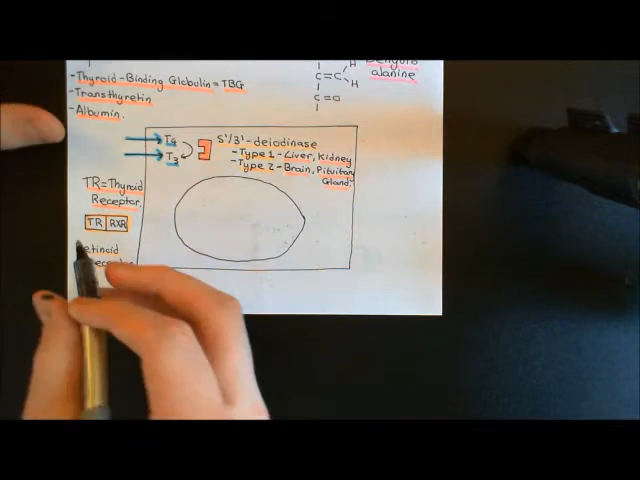 - Thyroid-Binding Globulin = TBG
- Transthyretin
- Albumin.
C=C
H
H
C=O
alanine
T4
T3
5'/3'-deiodinase
- Type 1 - Liver, Kidney
- Type 2 - Brain, Pituitary
Gland.
TR = Thyroid
Receptor.
TR RXR